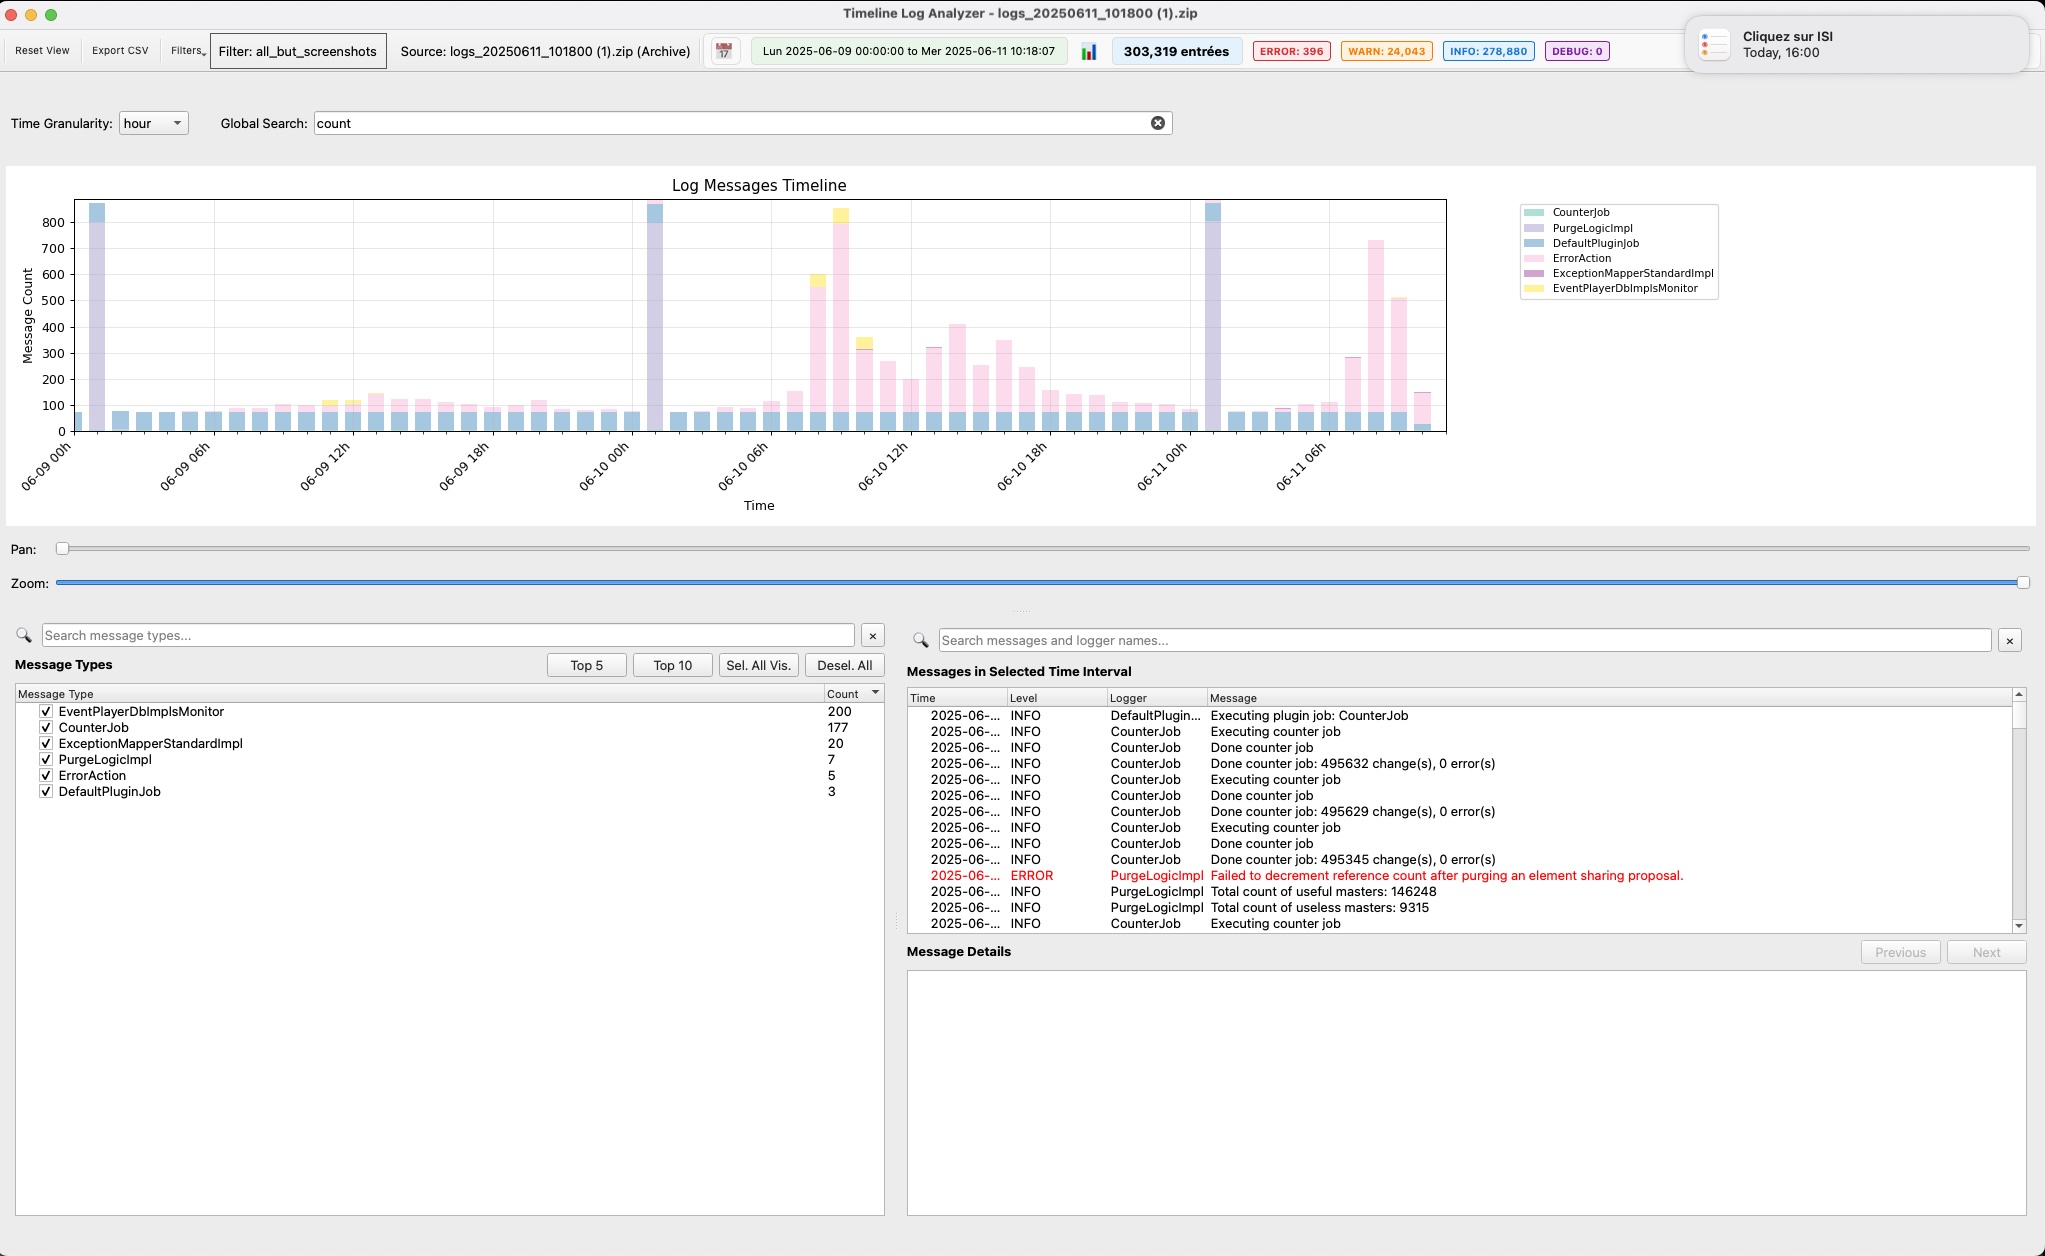 Timeline Log Analyzer - logs_20250611_101800 (1).zip
Reset View
Export CSV
Filters
Filter: all_but_screenshots
Source: logs_20250611_101800 (1).zip (Archive)
Lun 2025-06-09 00:00:00 to Mer 2025-06-11 10:18:07
303,319 entrées
ERROR: 396
WARN: 24,043
INFO: 278,880
DEBUG: 0
Cliquez sur ISI
Today, 16:00
Time Granularity: hour
Global Search: count
Log Messages Timeline
Message Count
800
700
600
500
400
300
200
100
0
06-09 00h
06-09 06h
06-09 12h
06-09 18h
06-10 00h
06-10 06h
06-10 12h
06-10 18h
06-11 00h
06-11 06h
Time
CounterJob
PurgeLogicImpl
DefaultPluginJob
ErrorAction
ExceptionMapperStandardImpl
EventPlayerDbImplsMonitor
Pan:
Zoom:
Search message types...
Message Types
Top 5
Top 10
Sel. All Vis.
Desel. All
Message Type Count
EventPlayerDbImplsMonitor 200
CounterJob 177
ExceptionMapperStandardImpl 20
PurgeLogicImpl 7
ErrorAction 5
DefaultPluginJob 3
Search messages and logger names...
Messages in Selected Time Interval
Time Level Logger Message
2025-06-... INFO DefaultPlugin... Executing plugin job: CounterJob
2025-06-... INFO CounterJob Executing counter job
2025-06-... INFO CounterJob Done counter job
2025-06-... INFO CounterJob Done counter job: 495632 change(s), 0 error(s)
2025-06-... INFO CounterJob Executing counter job
2025-06-... INFO CounterJob Done counter job
2025-06-... INFO CounterJob Done counter job: 495629 change(s), 0 error(s)
2025-06-... INFO CounterJob Executing counter job
2025-06-... INFO CounterJob Done counter job
2025-06-... INFO CounterJob Done counter job: 495345 change(s), 0 error(s)
2025-06-... ERROR PurgeLogicImpl Failed to decrement reference count after purging an element sharing proposal.
2025-06-... INFO PurgeLogicImpl Total count of useful masters: 146248
2025-06-... INFO PurgeLogicImpl Total count of useless masters: 9315
2025-06-... INFO CounterJob Executing counter job
Message Details
Previous
Next